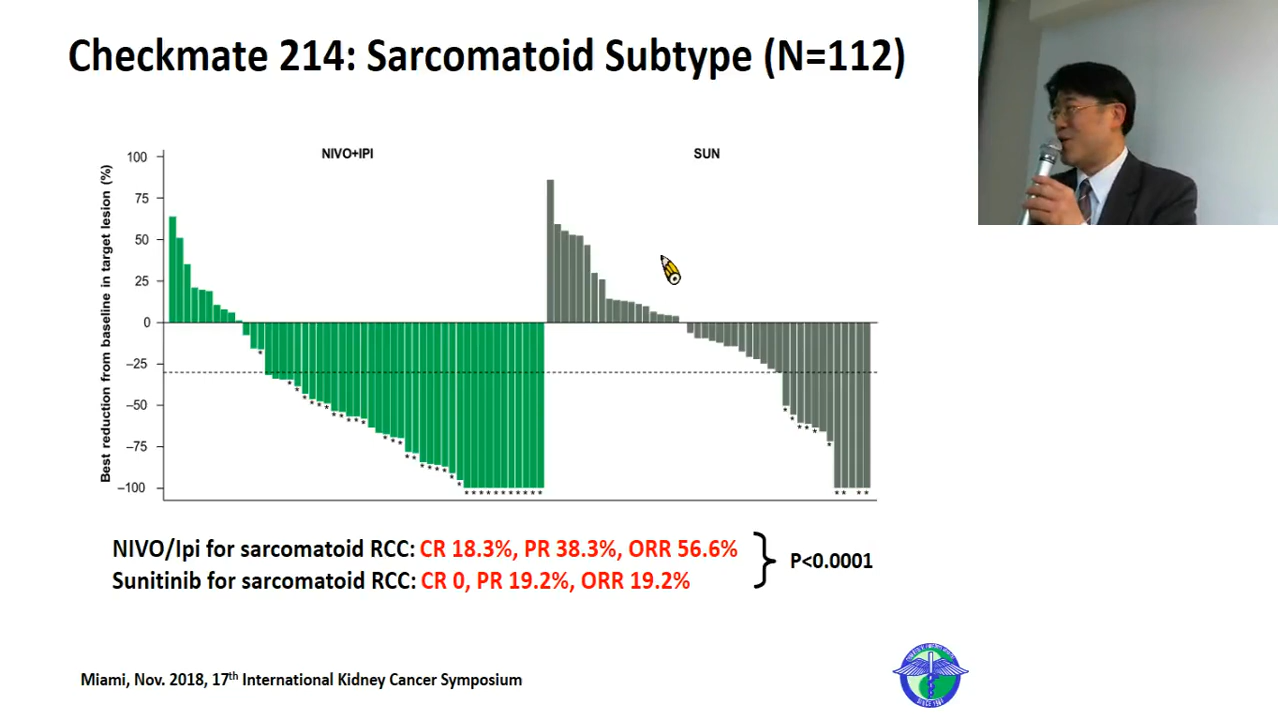 Checkmate 214: Sarcomatoid Subtype (N=112)
NIVO+IPI
SUN
Best reduction from baseline in target lesion (%)
100
75
50
25
0
−25
−50
−75
−100
NIVO/Ipi for sarcomatoid RCC: CR 18.3%, PR 38.3%, ORR 56.6%
Sunitinib for sarcomatoid RCC: CR 0, PR 19.2%, ORR 19.2%
P<0.0001
Miami, Nov. 2018, 17th International Kidney Cancer Symposium
SINCE 1967